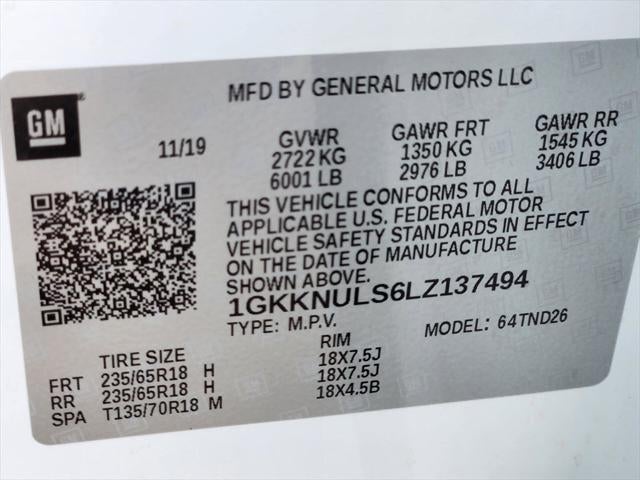 GM
MFD BY GENERAL MOTORS LLC
11/19
GVWR GAWR FRT GAWR RR
2722 KG 1350 KG 1545 KG
6001 LB 2976 LB 3406 LB
THIS VEHICLE CONFORMS TO ALL
APPLICABLE U.S. FEDERAL MOTOR
VEHICLE SAFETY STANDARDS IN EFFECT
ON THE DATE OF MANUFACTURE
SHOWN ABOVE.
1GKKNULS6LZ137494
TYPE: M.P.V. MODEL: 64TND26
TIRE SIZE RIM
FRT 235/65R18 H 18X7.5J
RR 235/65R18 H 18X7.5J
SPA T135/70R18 M 18X4.5B